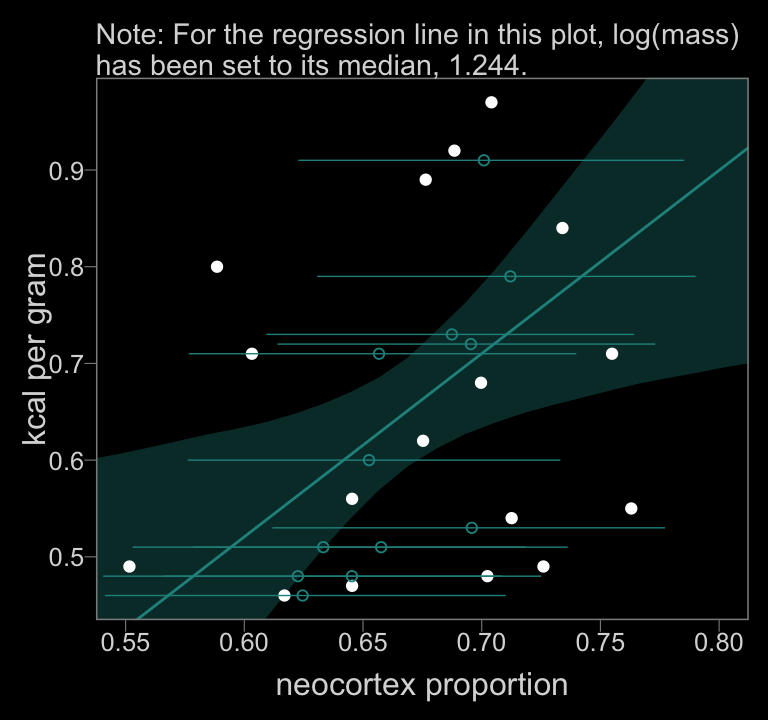 Note: For the regression line in this plot, log(mass)
has been set to its median, 1.244.
kcal per gram
0.9
0.8
0.7
0.6
0.5
0.55 0.60 0.65 0.70 0.75 0.80
neocortex proportion